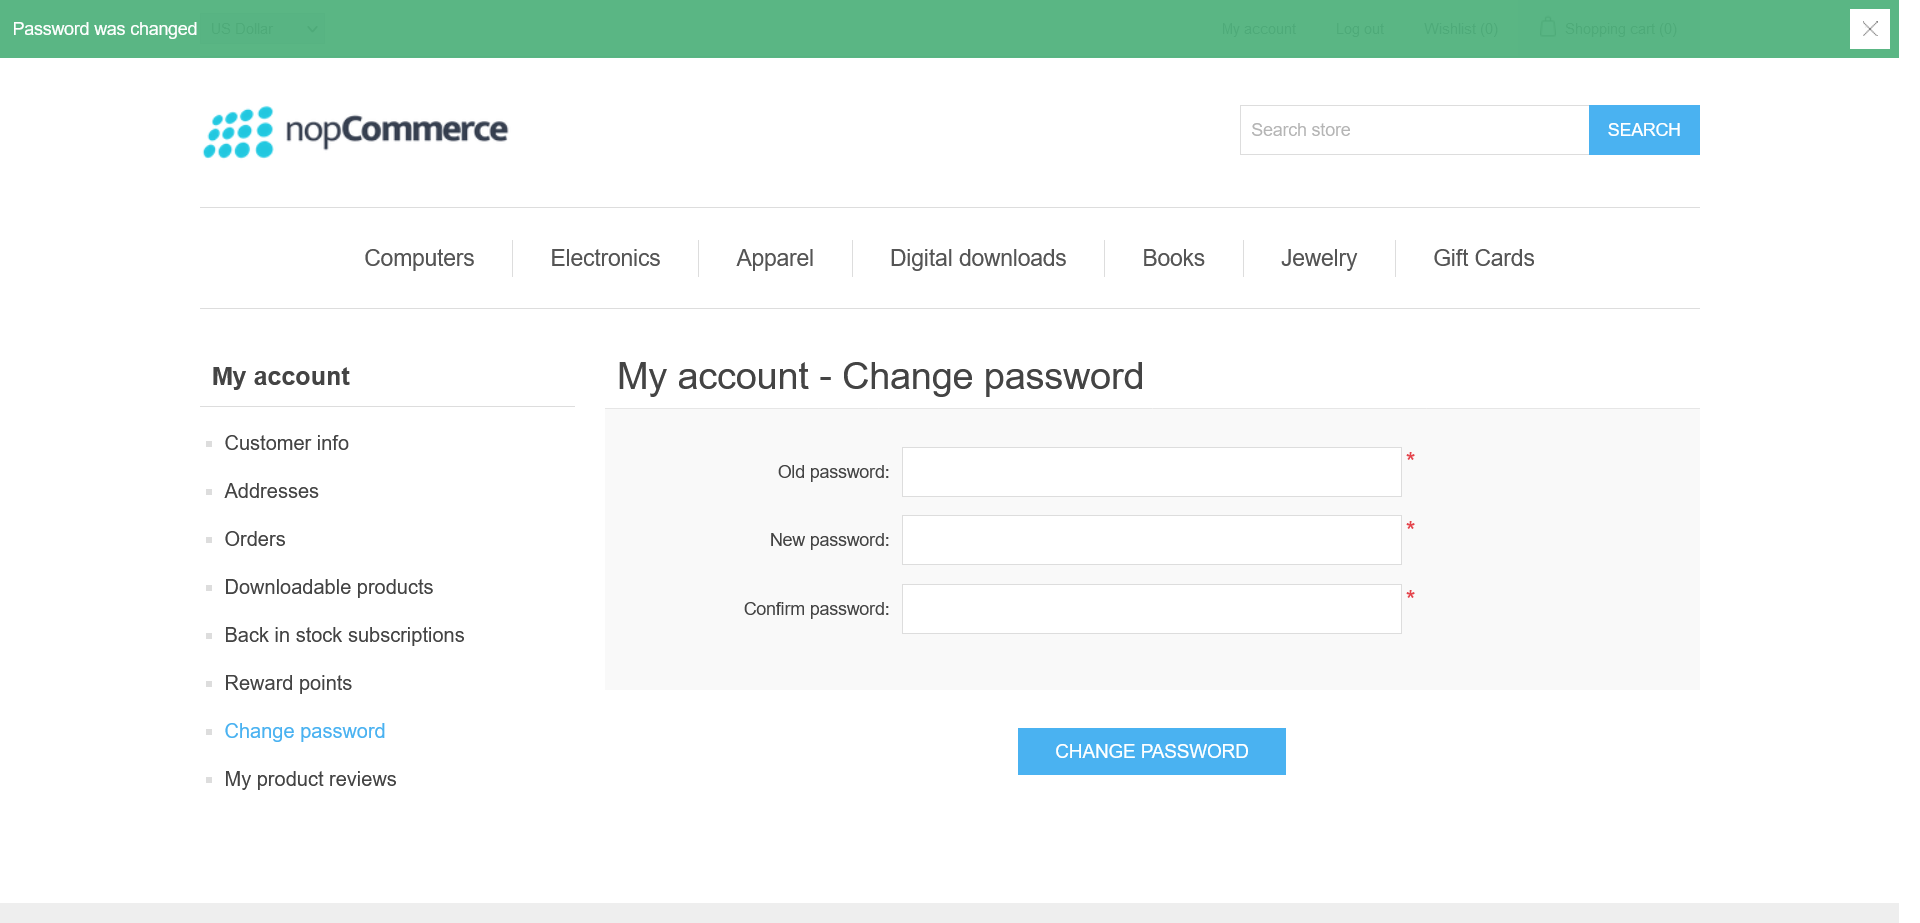 Password was changed
US Dollar
My account
Log out
Wishlist (0)
Shopping cart (0)
nopCommerce
Search store
SEARCH
Computers
Electronics
Apparel
Digital downloads
Books
Jewelry
Gift Cards
My account
Customer info
Addresses
Orders
Downloadable products
Back in stock subscriptions
Reward points
Change password
My product reviews
My account - Change password
Old password: *
New password: *
Confirm password: *
CHANGE PASSWORD